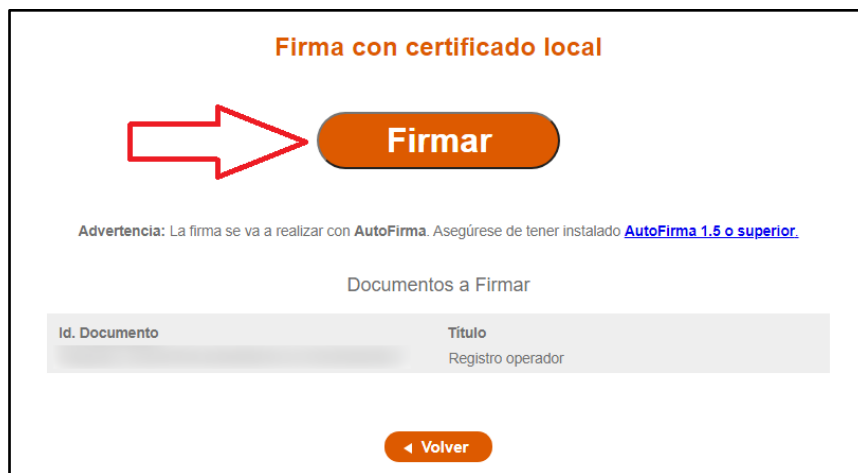 Firma con certificado local
Firmar
Advertencia: La firma se va a realizar con AutoFirma. Asegúrese de tener instalado AutoFirma 1.5 o superior.
Documentos a Firmar
Id. Documento Título
Registro operador
Volver